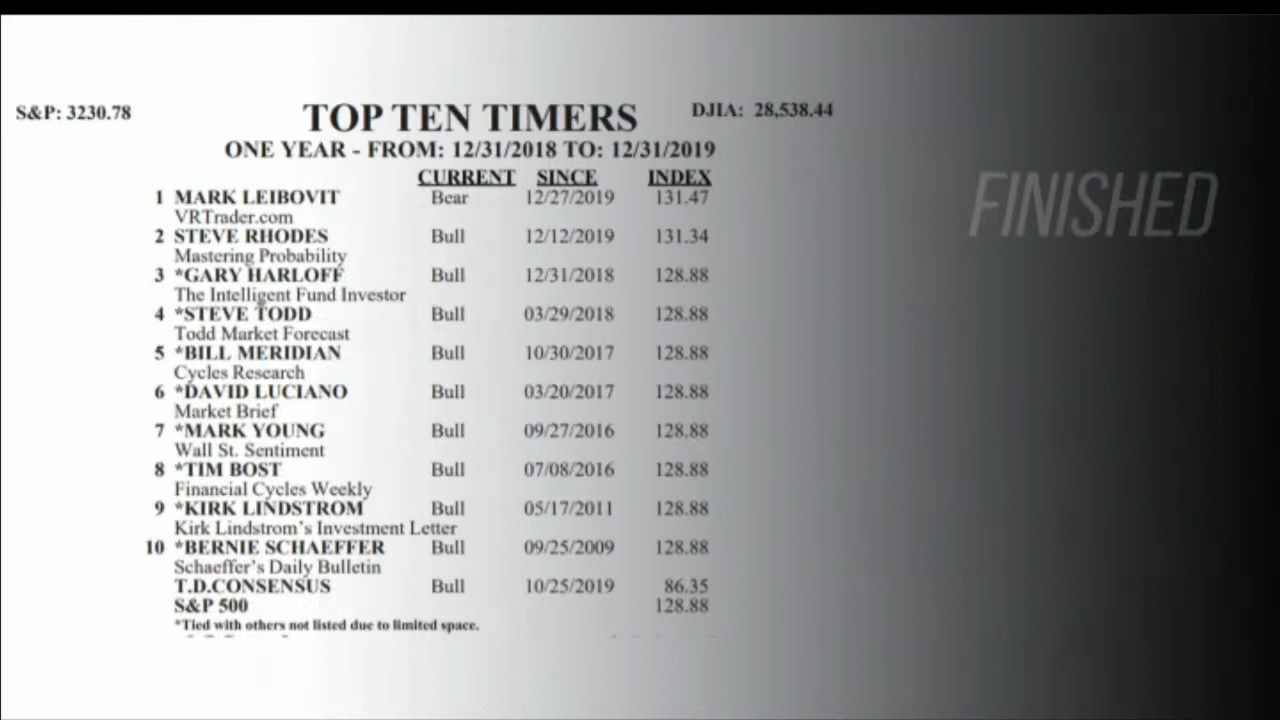 S&P: 3230.78
TOP TEN TIMERS
DJIA: 28,538.44
ONE YEAR - FROM: 12/31/2018 TO: 12/31/2019
CURRENT SINCE INDEX
1 MARK LEIBOVIT Bear 12/27/2019 131.47
VRTrader.com
2 STEVE RHODES Bull 12/12/2019 131.34
Mastering Probability
3 *GARY HARLOFF Bull 12/31/2018 128.88
The Intelligent Fund Investor
4 *STEVE TODD Bull 03/29/2018 128.88
Todd Market Forecast
5 *BILL MERIDIAN Bull 10/30/2017 128.88
Cycles Research
6 *DAVID LUCIANO Bull 03/20/2017 128.88
Market Brief
7 *MARK YOUNG Bull 09/27/2016 128.88
Wall St. Sentiment
8 *TIM BOST Bull 07/08/2016 128.88
Financial Cycles Weekly
9 *KIRK LINDSTROM Bull 05/17/2011 128.88
Kirk Lindstrom's Investment Letter
10 *BERNIE SCHAEFFER Bull 09/25/2009 128.88
Schaeffer's Daily Bulletin
T.D.CONSENSUS Bull 10/25/2019 86.35
S&P 500 128.88
*Tied with others not listed due to limited space.
FINISHED